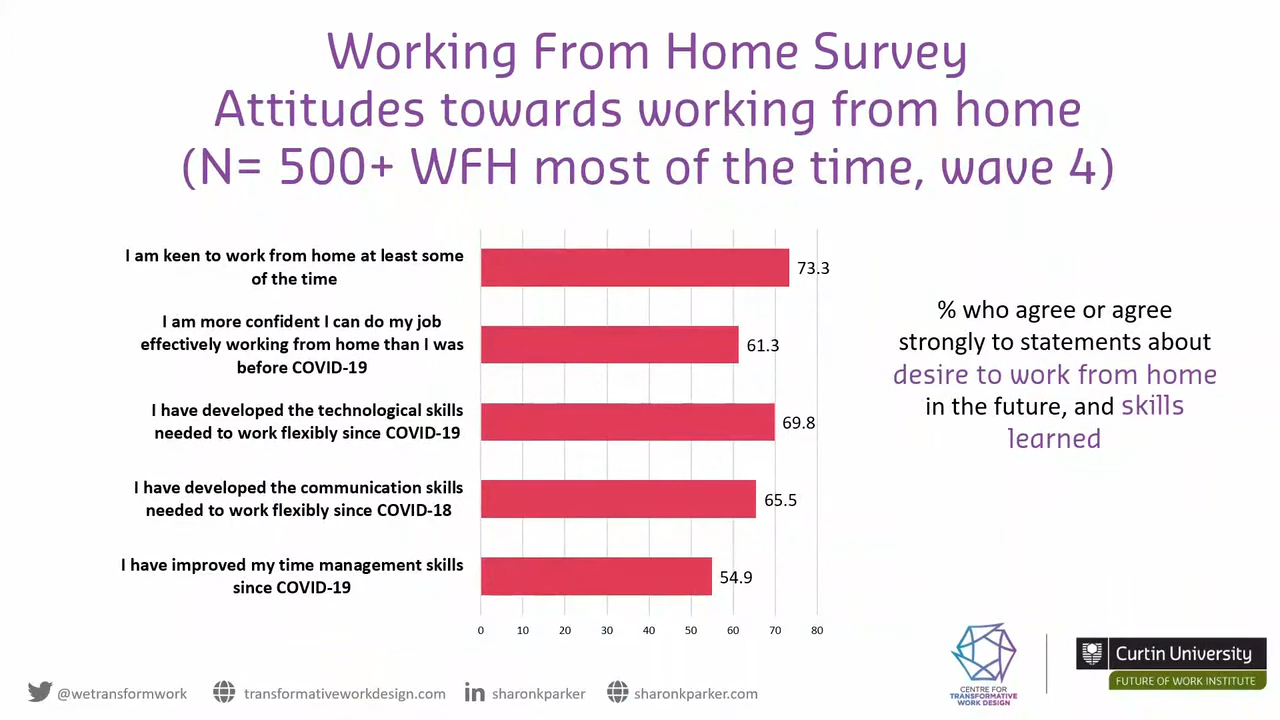 Working From Home Survey
Attitudes towards working from home
(N= 500+ WFH most of the time, wave 4)
I am keen to work from home at least some
of the time
73.3
I am more confident I can do my job
effectively working from home than I was
before COVID-19
61.3
I have developed the technological skills
needed to work flexibly since COVID-19
69.8
I have developed the communication skills
needed to work flexibly since COVID-18
65.5
I have improved my time management skills
since COVID-19
54.9
0 10 20 30 40 50 60 70 80
% who agree or agree
strongly to statements about
desire to work from home
in the future, and skills
learned
@wetransformwork transformativeworkdesign.com in sharonkparker sharonkparker.com
CENTRE FOR
TRANSFORMATIVE
WORK DESIGN
Curtin University
FUTURE OF WORK INSTITUTE